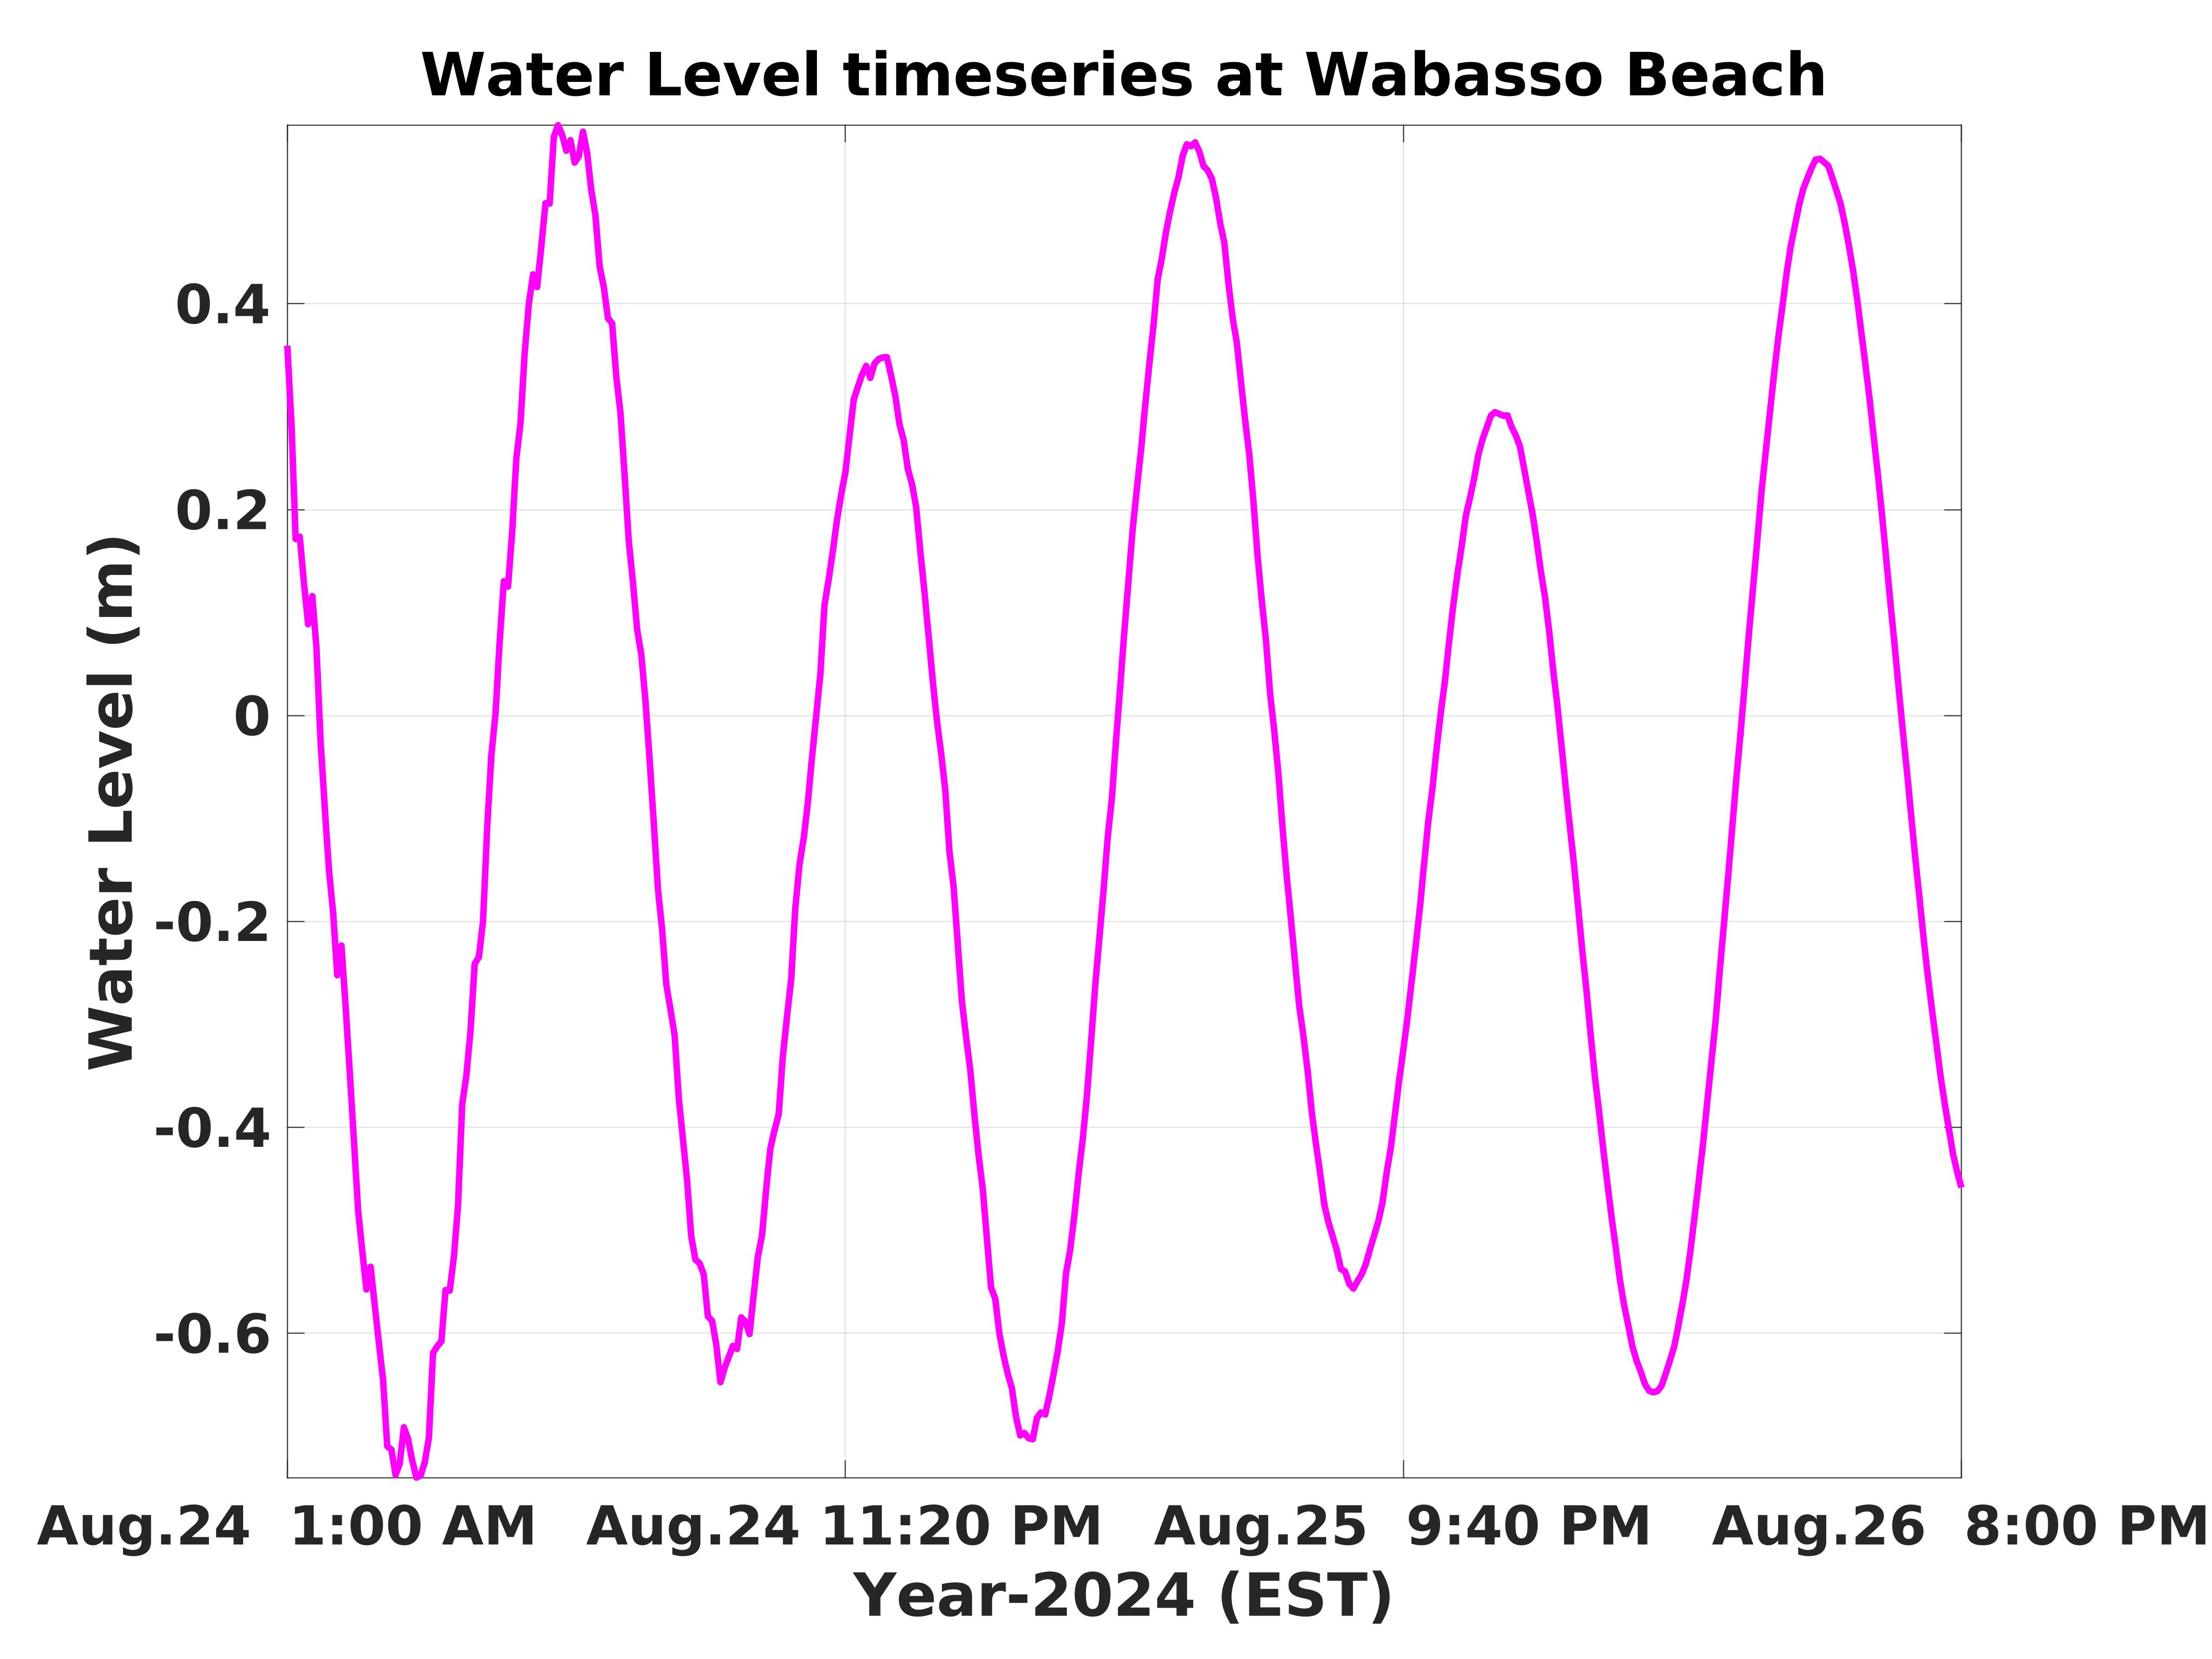 Water Level timeseries at Wabasso Beach
Water Level (m)
0.4
0.2
0
-0.2
-0.4
-0.6
Aug.24  1:00 AM
Aug.24 11:20 PM
Aug.25  9:40 PM
Aug.26  8:00 PM
Year-2024 (EST)